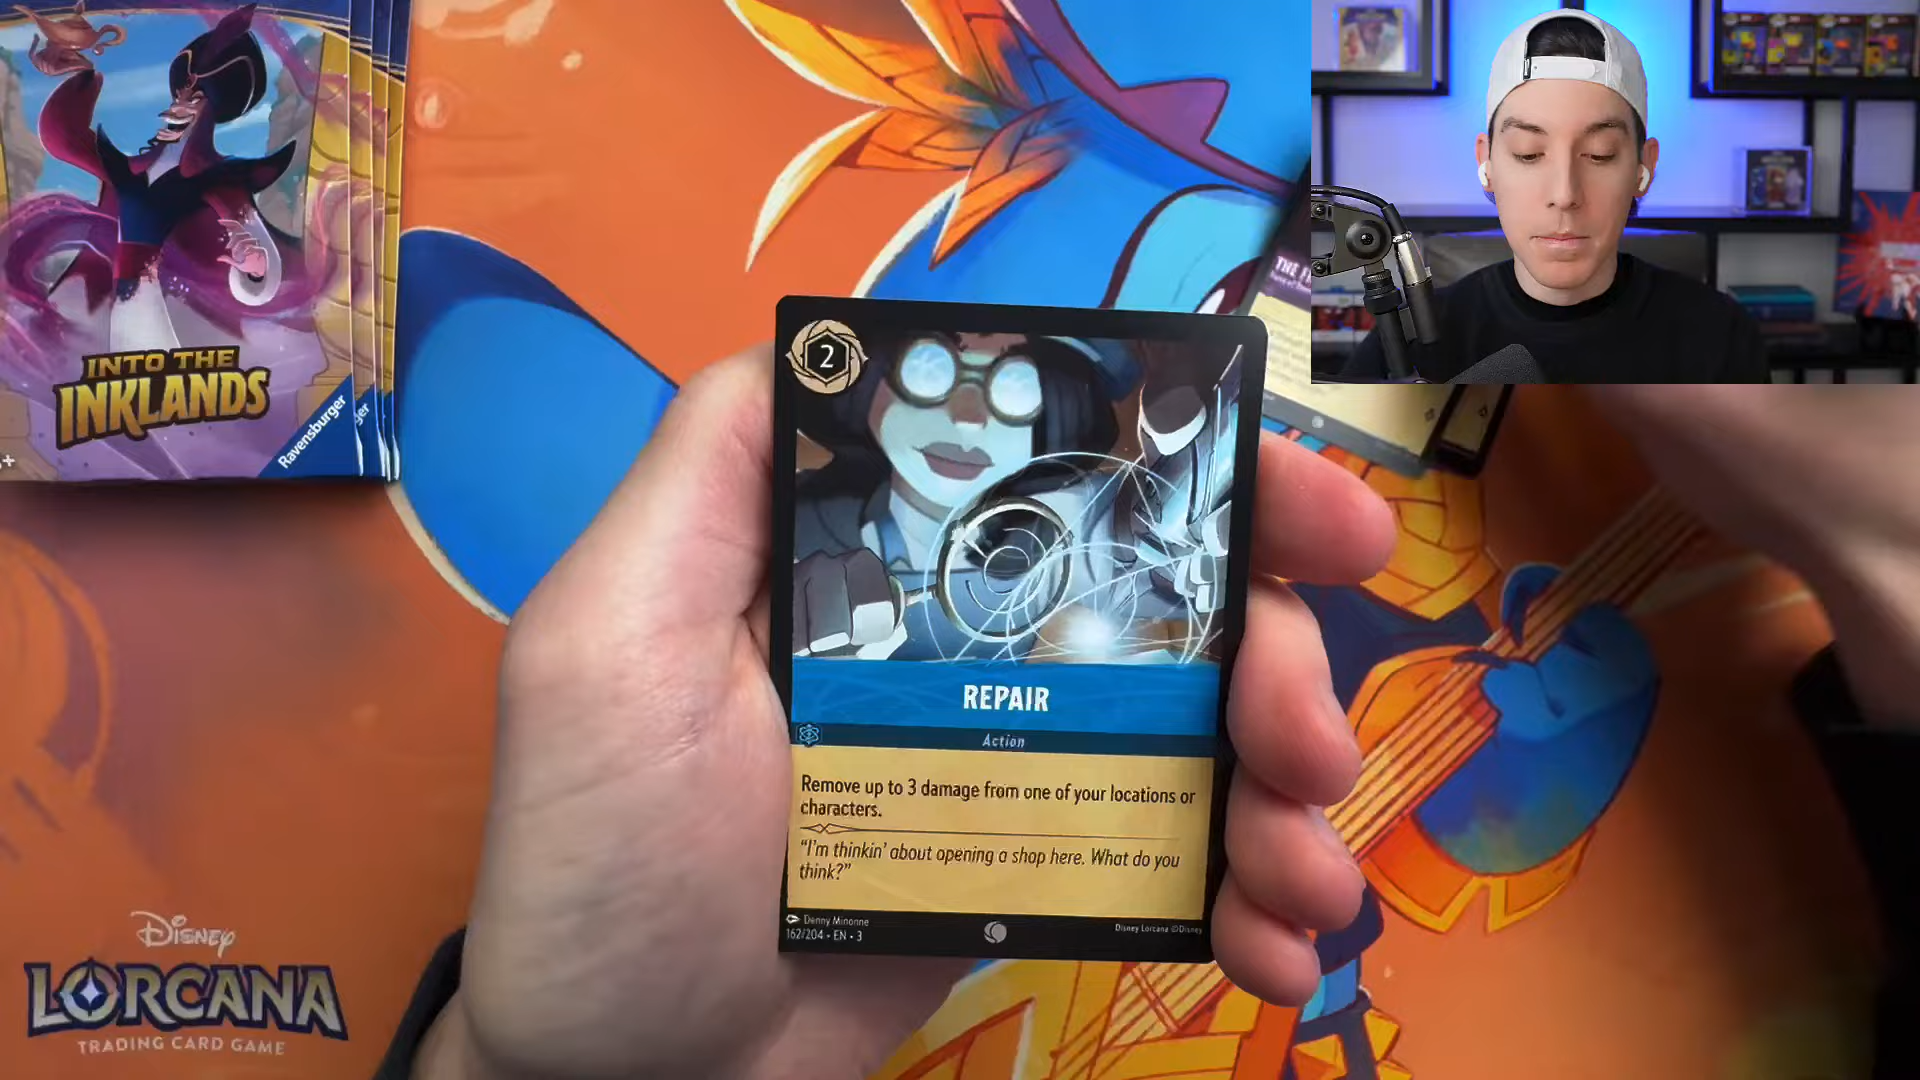 INTO THE
INKLANDS
Ravensburger
ger
THE
2
REPAIR
Action
Remove up to 3 damage from one of your locations or
characters.
“I'm thinkin' about opening a shop here. What do you
think?”
Denny Minonne
162/204 • EN • 3
Disney Lorcana ©Disney
Disney
LORCANA
TRADING CARD GAME